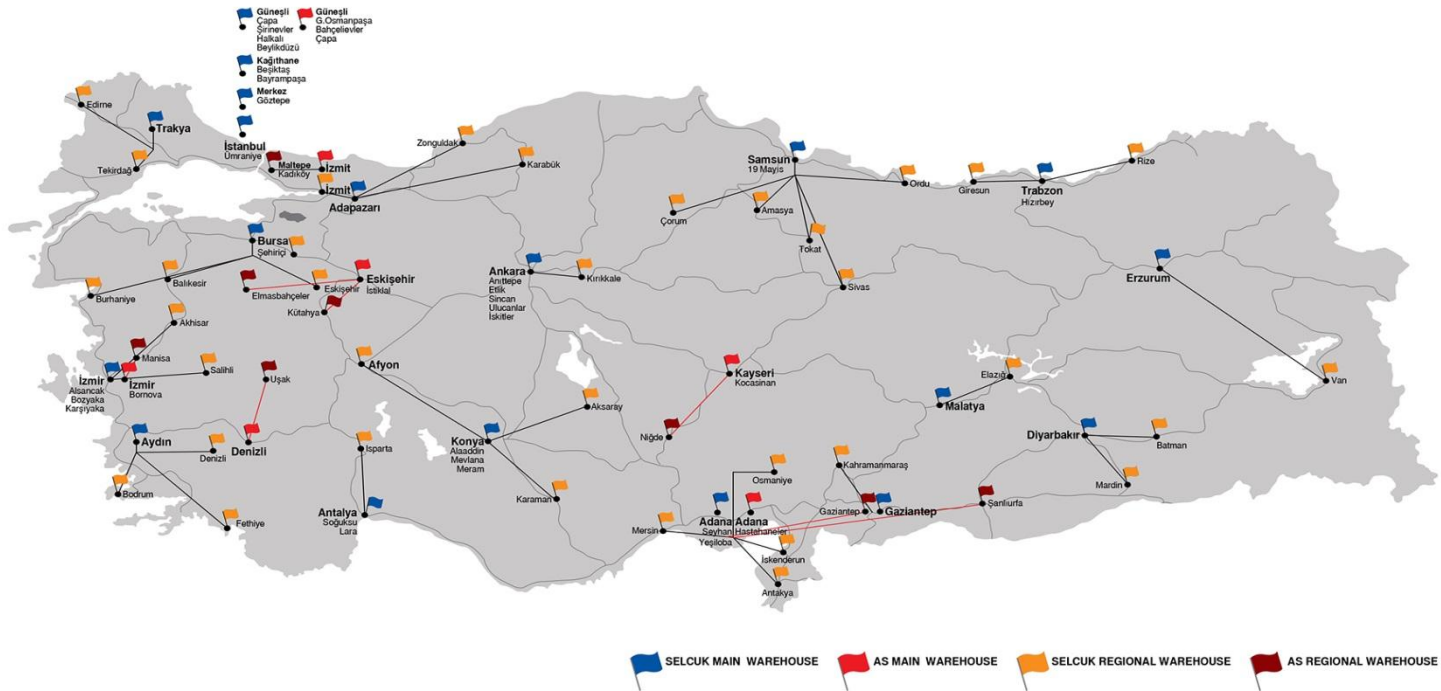 Güneşli
Çapa
Şirinevler
Halkalı
Beylikdüzü
Güneşli
G.Osmanpaşa
Bahçelievler
Çapa
Kağıthane
Beşiktaş
Bayrampaşa
Merkez
Göztepe
İstanbul
Ümraniye
Edirne
Trakya
Tekirdağ
Maltepe
Kadıköy
İzmit
İzmit
Adapazarı
Zonguldak
Karabük
Samsun
19 Mayis
Ordu
Giresun
Trabzon
Hızırbey
Rize
Çorum
Amasya
Tokat
Sivas
Bursa
Şehiriçi
Balıkesir
Burhaniye
Elmasbahçeler
Eskişehir
Eskişehir
İstiklal
Kütahya
Ankara
Anıttepe
Etlik
Sincan
Ulucanlar
İskitler
Kırıkkale
Erzurum
Van
Akhisar
Manisa
Salihli
İzmir
Alsancak
Bozyaka
Karşıyaka
İzmir
Bornova
Uşak
Afyon
Kayseri
Kocasinan
Niğde
Elazığ
Malatya
Aksaray
Konya
Alaaddin
Mevlana
Meram
Karaman
Aydın
Denizli
Denizli
Bodrum
Fethiye
Isparta
Antalya
Soğuksu
Lara
Diyarbakır
Batman
Mardin
Kahramanmaraş
Osmaniye
Mersin
Adana
Seyhan
Yeşiloba
Adana
Hastehaneler
Gaziantep
Gaziantep
Şanlıurfa
İskenderun
Antakya
SELCUK MAIN WAREHOUSE
AS MAIN WAREHOUSE
SELCUK REGIONAL WAREHOUSE
AS REGIONAL WAREHOUSE